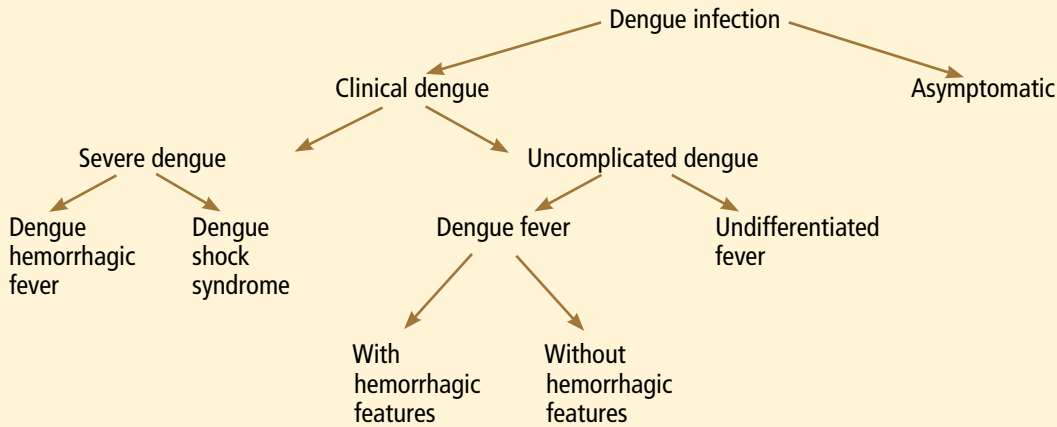 Dengue infection
Clinical dengue
Asymptomatic
Severe dengue
Uncomplicated dengue
Dengue
hemorrhagic
fever
Dengue
shock
syndrome
Dengue fever
Undifferentiated
fever
With
hemorrhagic
features
Without
hemorrhagic
features